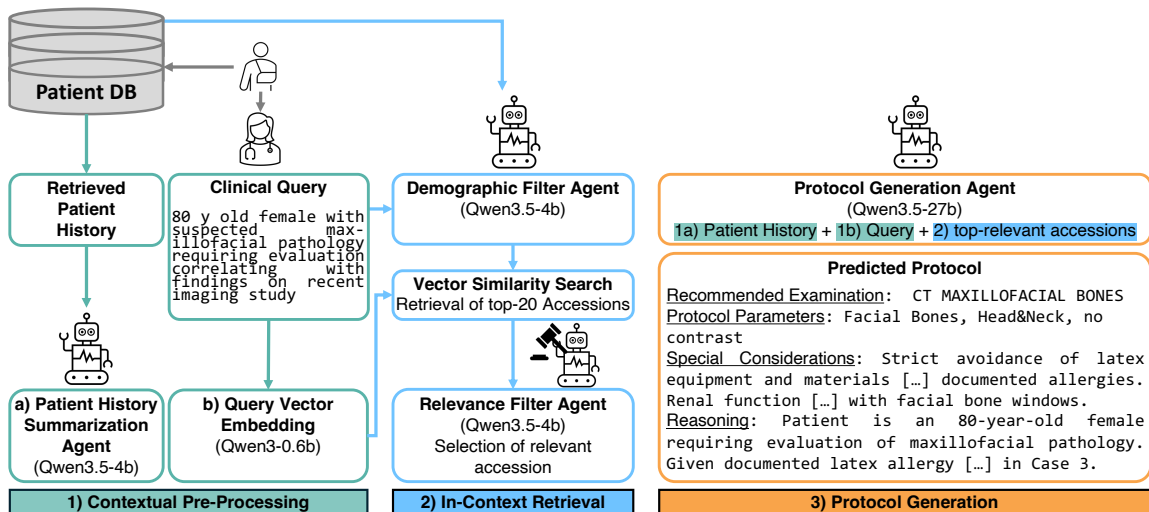 Patient DB
Retrieved
Patient
History
a) Patient History
Summarization
Agent
(Qwen3.5-4b)
Clinical Query
80 y old female with
suspected max-
illofacial pathology
requiring evaluation
correlating with
findings on recent
imaging study
b) Query Vector
Embedding
(Qwen3-0.6b)
1) Contextual Pre-Processing
Demographic Filter Agent
(Qwen3.5-4b)
Vector Similarity Search
Retrieval of top-20 Accessions
Relevance Filter Agent
(Qwen3.5-4b)
Selection of relevant
accession
2) In-Context Retrieval
Protocol Generation Agent
(Qwen3.5-27b)
1a) Patient History + 1b) Query + 2) top-relevant accessions
Predicted Protocol
Recommended Examination: CT MAXILLOFACIAL BONES
Protocol Parameters: Facial Bones, Head&Neck, no
contrast
Special Considerations: Strict avoidance of latex
equipment and materials […] documented allergies.
Renal function […] with facial bone windows.
Reasoning: Patient is an 80-year-old female
requiring evaluation of maxillofacial pathology.
Given documented latex allergy […] in Case 3.
3) Protocol Generation